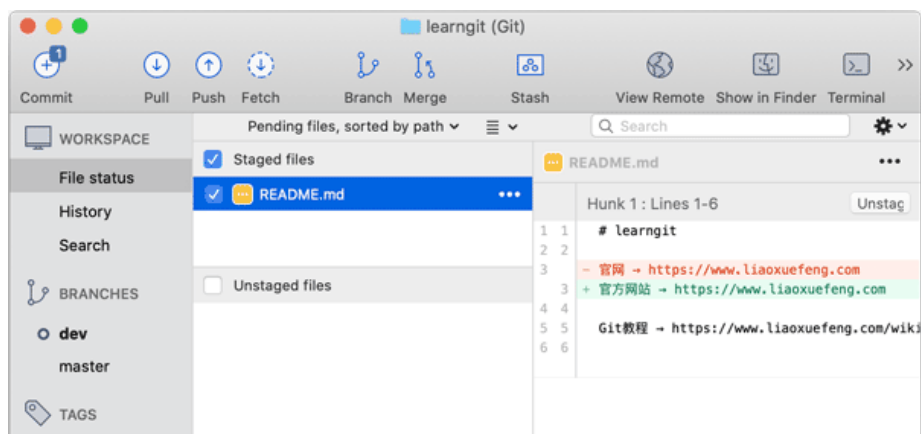 learngit (Git)
1
Commit Pull Push Fetch Branch Merge Stash View Remote Show in Finder Terminal
WORKSPACE
File status
History
Search
BRANCHES
dev
master
TAGS
Pending files, sorted by path
Search
Staged files
README.md
Unstaged files
README.md
Hunk 1 : Lines 1-6
Unstag
1 1 # learngit
2 2
3 - 官网 → https://www.liaoxuefeng.com
3 + 官方网站 → https://www.liaoxuefeng.com
4 4
5 5 Git教程 → https://www.liaoxuefeng.com/wiki
6 6